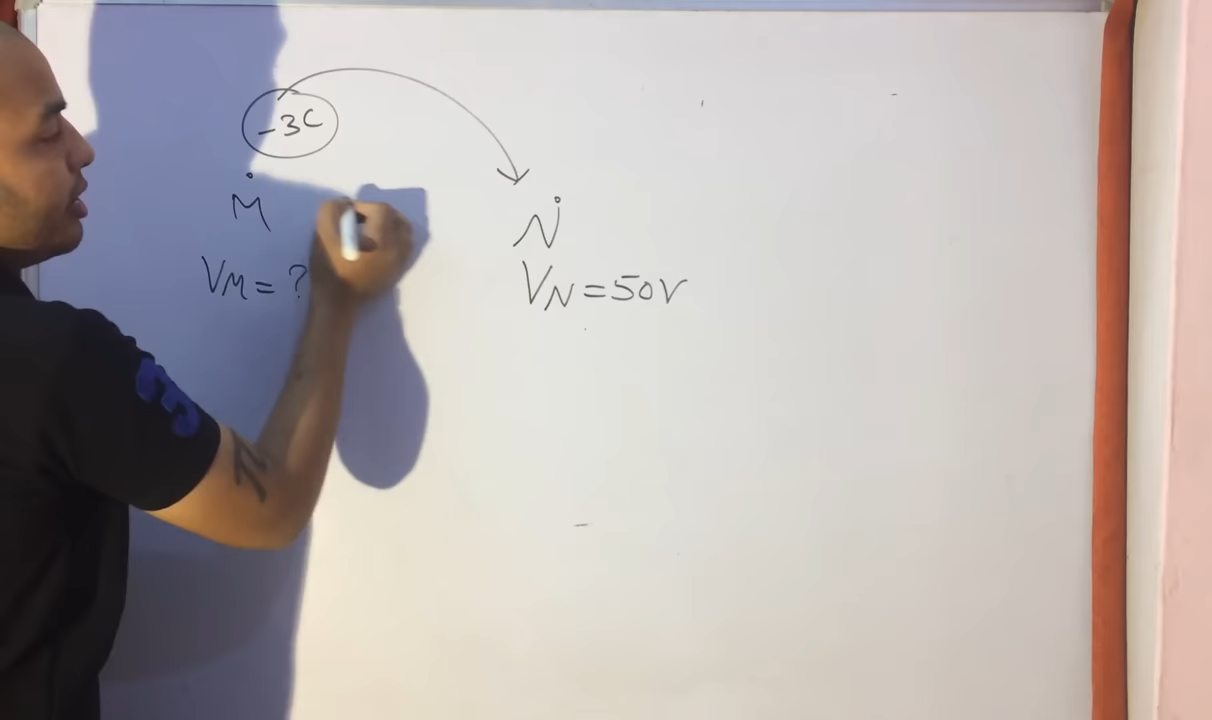 -3C
M N
VM = ? VN = 50V